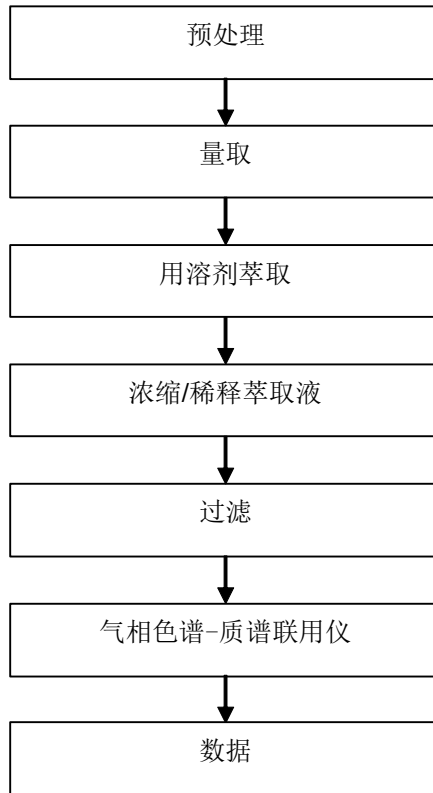 预处理
量取
用溶剂萃取
浓缩/稀释萃取液
过滤
气相色谱-质谱联用仪
数据